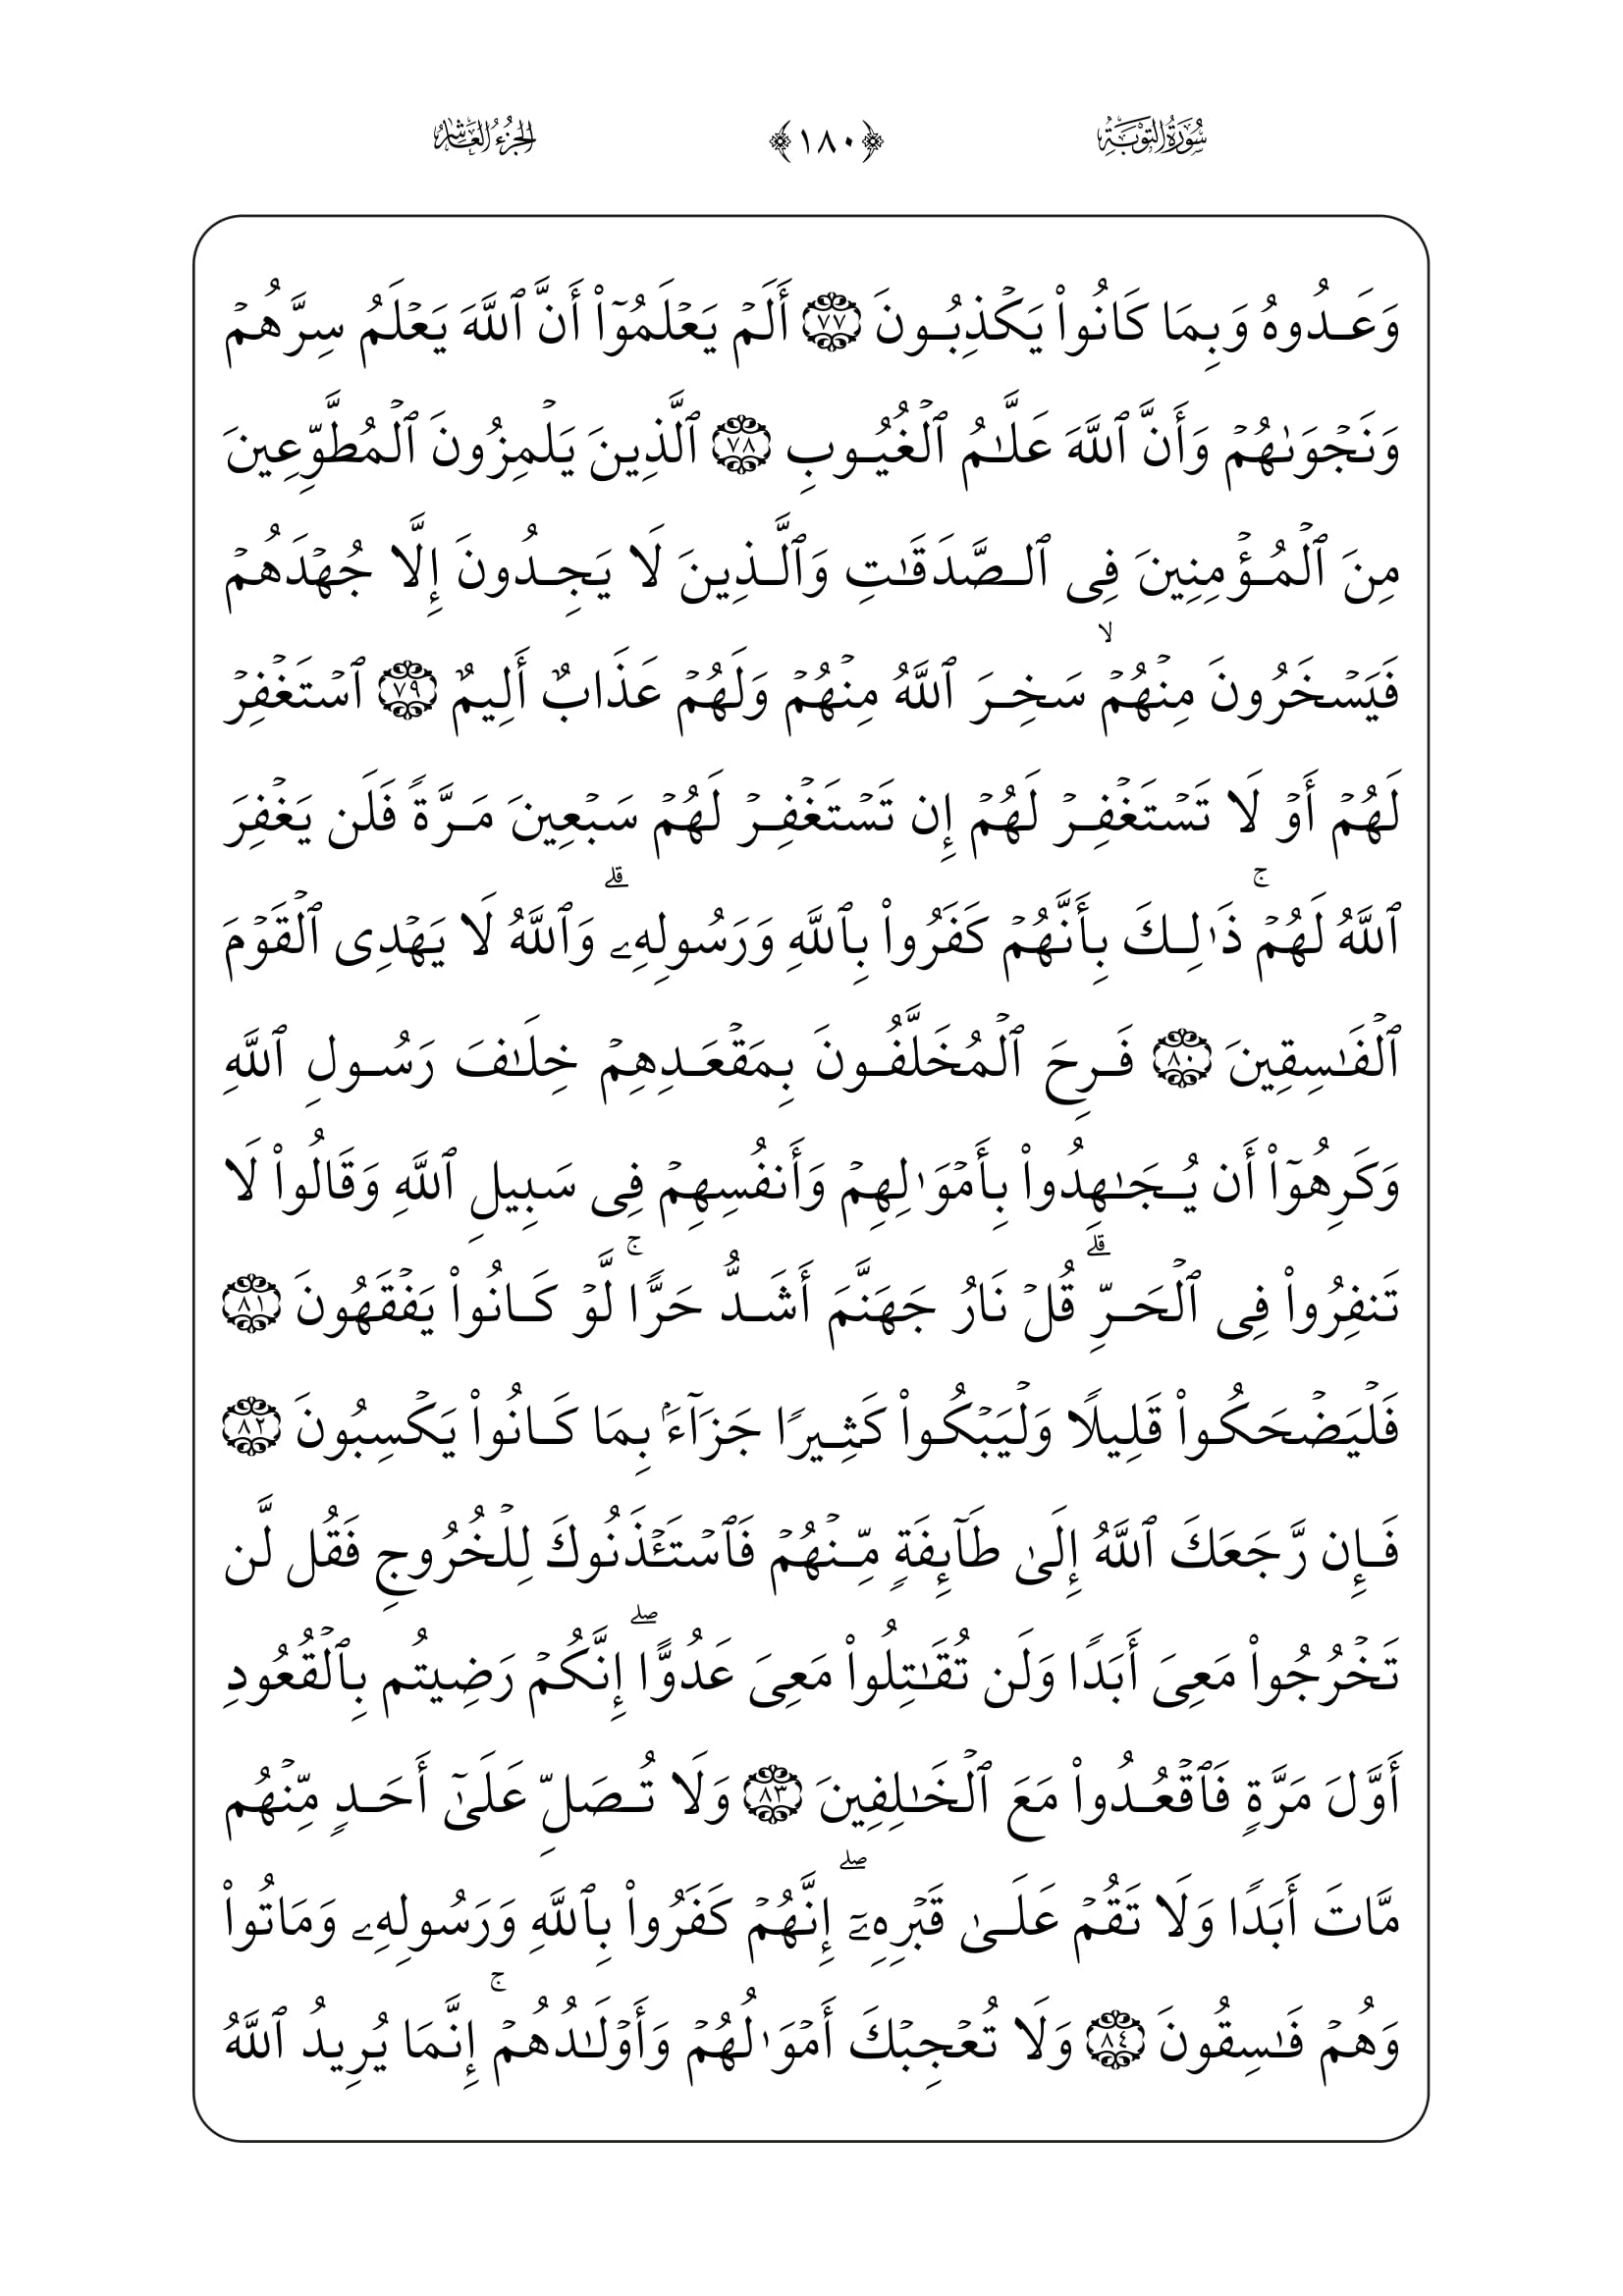 سُورَةُ التَّوْبَةِ ﴿١٨٠﴾ الجُزْءُ العَاشِرُ
وَعَدُوهُ وَبِمَا كَانُوا۟ يَكۡذِبُونَ ٧٧ أَلَمۡ يَعۡلَمُوٓا۟ أَنَّ ٱللَّهَ يَعۡلَمُ سِرَّهُمۡ
وَنَجۡوَىٰهُمۡ وَأَنَّ ٱللَّهَ عَلَّٰمُ ٱلۡغُيُوبِ ٧٨ ٱلَّذِينَ يَلۡمِزُونَ ٱلۡمُطَّوِّعِينَ
مِنَ ٱلۡمُؤۡمِنِينَ فِى ٱلصَّدَقَٰتِ وَٱلَّذِينَ لَا يَجِدُونَ إِلَّا جُهۡدَهُمۡ
فَيَسۡخَرُونَ مِنۡهُمۡۙ سَخِرَ ٱللَّهُ مِنۡهُمۡ وَلَهُمۡ عَذَابٌ أَلِيمٌ ٧٩ ٱسۡتَغۡفِرۡ
لَهُمۡ أَوۡ لَا تَسۡتَغۡفِرۡ لَهُمۡ إِن تَسۡتَغۡفِرۡ لَهُمۡ سَبۡعِينَ مَرَّةً فَلَن يَغۡفِرَ
ٱللَّهُ لَهُمۡۚ ذَٰلِكَ بِأَنَّهُمۡ كَفَرُوا۟ بِٱللَّهِ وَرَسُولِهِۦۗ وَٱللَّهُ لَا يَهۡدِى ٱلۡقَوۡمَ
ٱلۡفَٰسِقِينَ ٨٠ فَرِحَ ٱلۡمُخَلَّفُونَ بِمَقۡعَدِهِمۡ خِلَٰفَ رَسُولِ ٱللَّهِ
وَكَرِهُوٓا۟ أَن يُجَٰهِدُوا۟ بِأَمۡوَٰلِهِمۡ وَأَنفُسِهِمۡ فِى سَبِيلِ ٱللَّهِ وَقَالُوا۟ لَا
تَنفِرُوا۟ فِى ٱلۡحَرِّۗ قُلۡ نَارُ جَهَنَّمَ أَشَدُّ حَرًّاۚ لَّوۡ كَانُوا۟ يَفۡقَهُونَ ٨١
فَلۡيَضۡحَكُوا۟ قَلِيلًا وَلۡيَبۡكُوا۟ كَثِيرًا جَزَآءَۢ بِمَا كَانُوا۟ يَكۡسِبُونَ ٨٢
فَإِن رَّجَعَكَ ٱللَّهُ إِلَىٰ طَآئِفَةٍ مِّنۡهُمۡ فَٱسۡتَـٔۡذَنُوكَ لِلۡخُرُوجِ فَقُل لَّن
تَخۡرُجُوا۟ مَعِىَ أَبَدًا وَلَن تُقَٰتِلُوا۟ مَعِىَ عَدُوًّاۖ إِنَّكُمۡ رَضِيتُم بِٱلۡقُعُودِ
أَوَّلَ مَرَّةٍ فَٱقۡعُدُوا۟ مَعَ ٱلۡخَٰلِفِينَ ٨٣ وَلَا تُصَلِّ عَلَىٰٓ أَحَدٍ مِّنۡهُم
مَّاتَ أَبَدًا وَلَا تَقُمۡ عَلَىٰ قَبۡرِهِۦٓۖ إِنَّهُمۡ كَفَرُوا۟ بِٱللَّهِ وَرَسُولِهِۦ وَمَاتُوا۟
وَهُمۡ فَٰسِقُونَ ٨٤ وَلَا تُعۡجِبۡكَ أَمۡوَٰلُهُمۡ وَأَوۡلَٰدُهُمۡۚ إِنَّمَا يُرِيدُ ٱللَّهُ